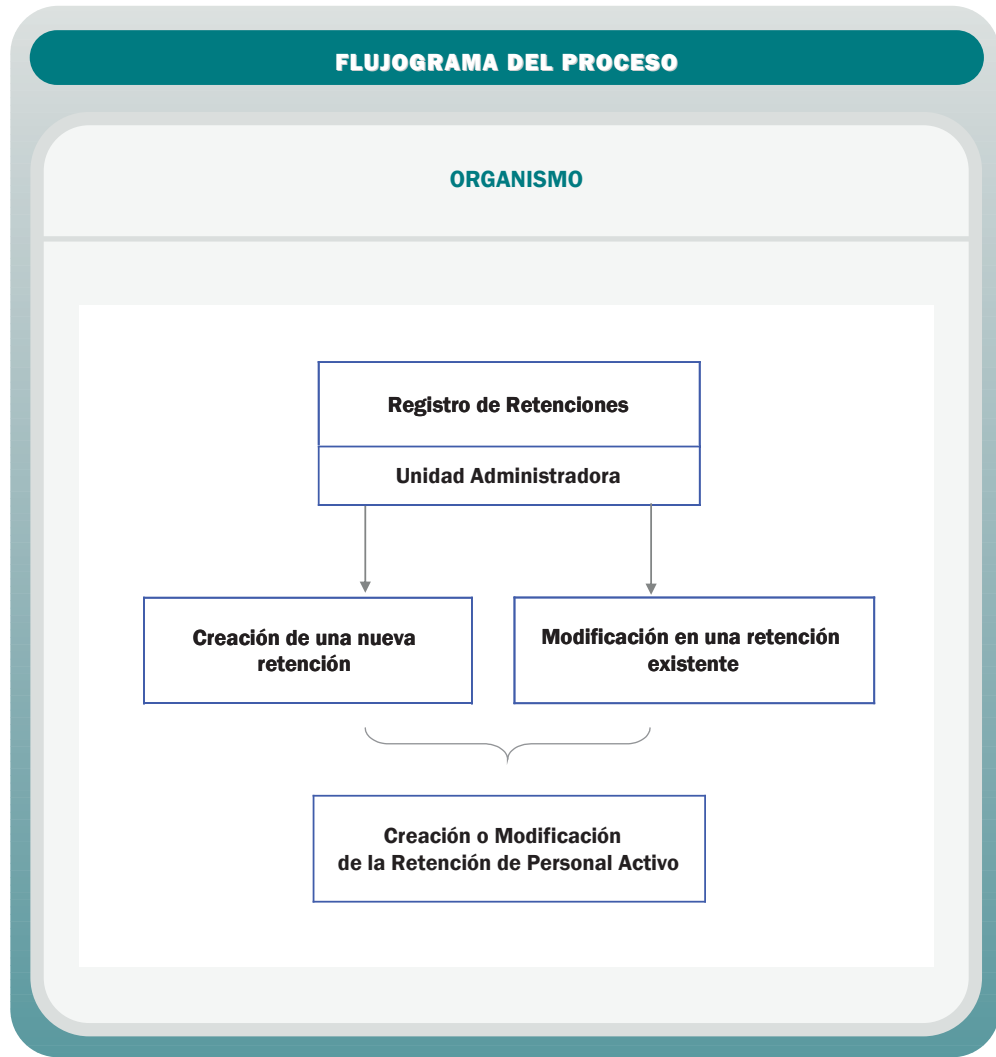 FLUJOGRAMA DEL PROCESO
ORGANISMO
Registro de Retenciones
Unidad Administradora
Creación de una nueva
retención
Modificación en una retención
existente
Creación o Modificación
de la Retención de Personal Activo